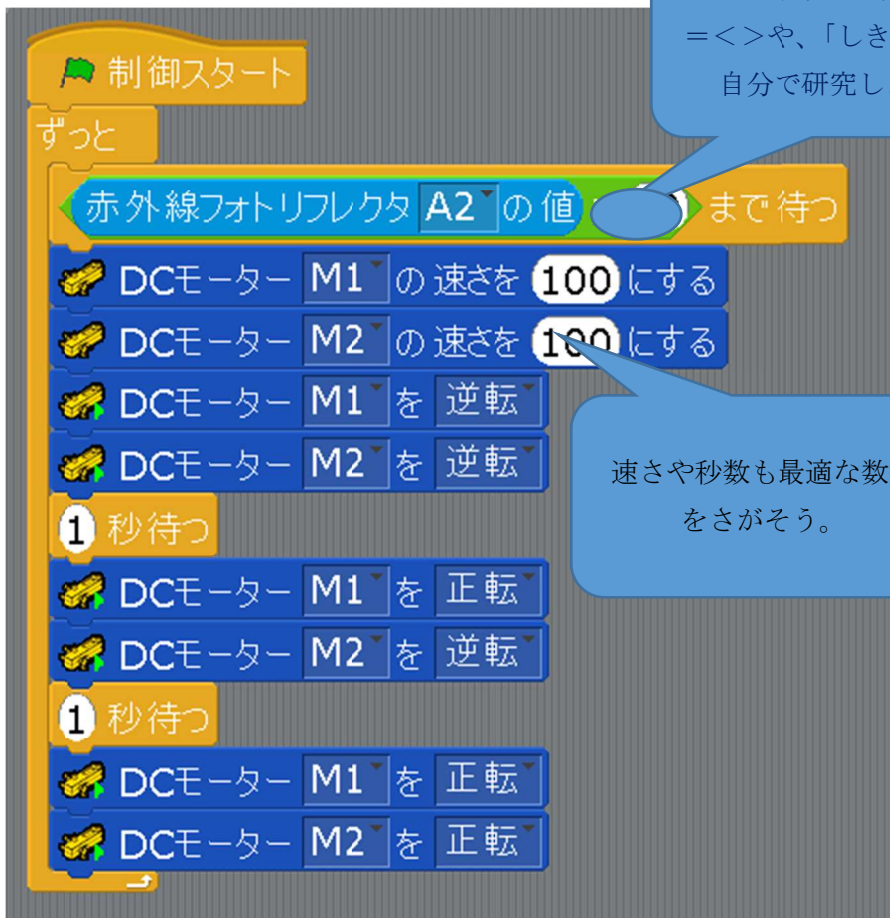 =<>や、「しき
自分で研究し
制御スタート
ずっと
赤外線フォトリフレクタ A2 の値 まで待つ
DCモーター M1 の速さを 100 にする
DCモーター M2 の速さを 100 にする
DCモーター M1 を 逆転
DCモーター M2 を 逆転
速さや秒数も最適な数
をさがそう。
1 秒待つ
DCモーター M1 を 正転
DCモーター M2 を 逆転
1 秒待つ
DCモーター M1 を 正転
DCモーター M2 を 正転